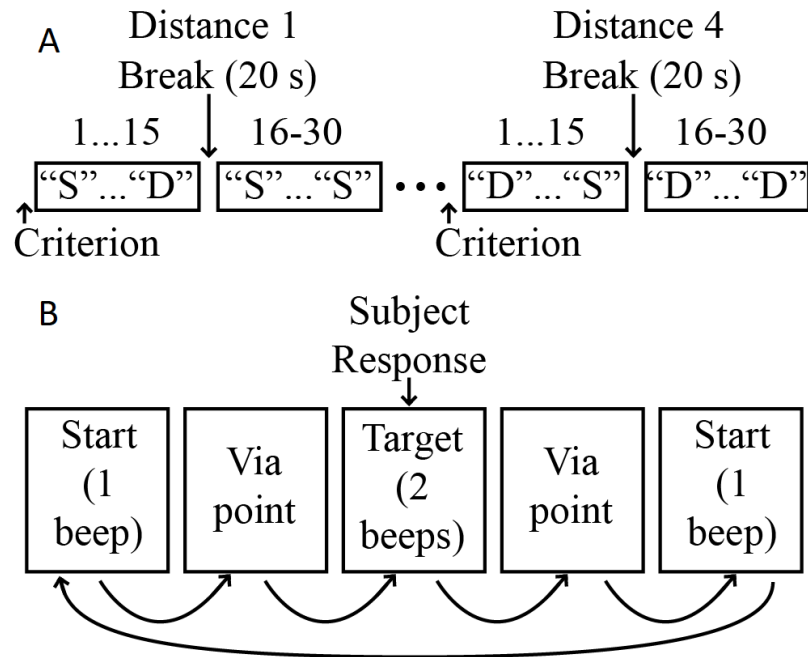 A
Distance 1
Distance 4
Break (20 s)
Break (20 s)
1...15
16-30
1...15
16-30
“S”...“D”
“S”...“S”
...
“D”...“S”
“D”...“D”
Criterion
Criterion
B
Subject
Response
Start
(1
beep)
Via
point
Target
(2
beeps)
Via
point
Start
(1
beep)